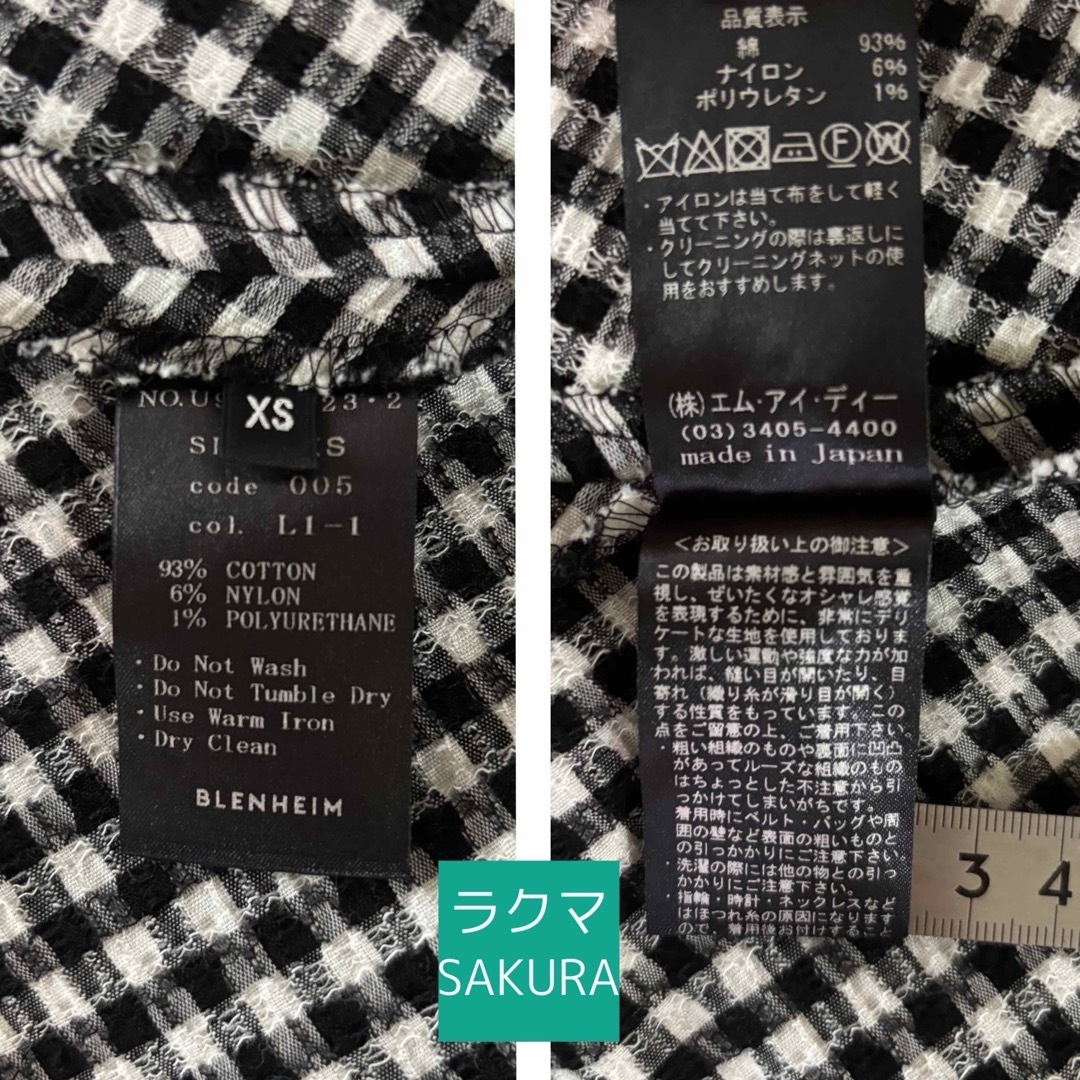 XS
code 005
col. L1-1
93% COTTON
6% NYLON
1% POLYURETHANE
・Do Not Wash
・Do Not Tumble Dry
・Use Warm Iron
・Dry Clean
BLENHEIM
品質表示
綿 93%
ナイロン 6%
ポリウレタン 1%
・アイロンは当て布をして軽く
当てて下さい。
・クリーニングの際は裏返しに
してクリーニングネットの使
用をおすすめします。
(株)エム・アイ・ディー
(03)3405-4400
made in Japan
<お取り扱い上の御注意>
この製品は素材感と雰囲気を重
視し、ぜいたくなオシャレ感覚
を表現するために、非常にデリ
ケートな生地を使用しておりま
す。激しい運動や強度な力が加
われば、縫い目が開いたり、目
寄れ(織り糸が滑り目が開く)
する性質をもっています。この
点をご留意の上、ご着用下さい。
・粗い組織のものや裏面に凹凸
があってルーズな組織のもの
はちょっとした不注意から引
っかけてしまいがちです。
着用時にベルト・バッグや周
囲の壁など表面の粗いものと
の引っかかりにご注意下さい。
・洗濯の際には他の物との引っ
かかりにご注意下さい。
・指輪・時計・ネックレスなど
はほつれ糸の原因になります
ので、着用後お付けすること
3 4
ラクマ
SAKURA